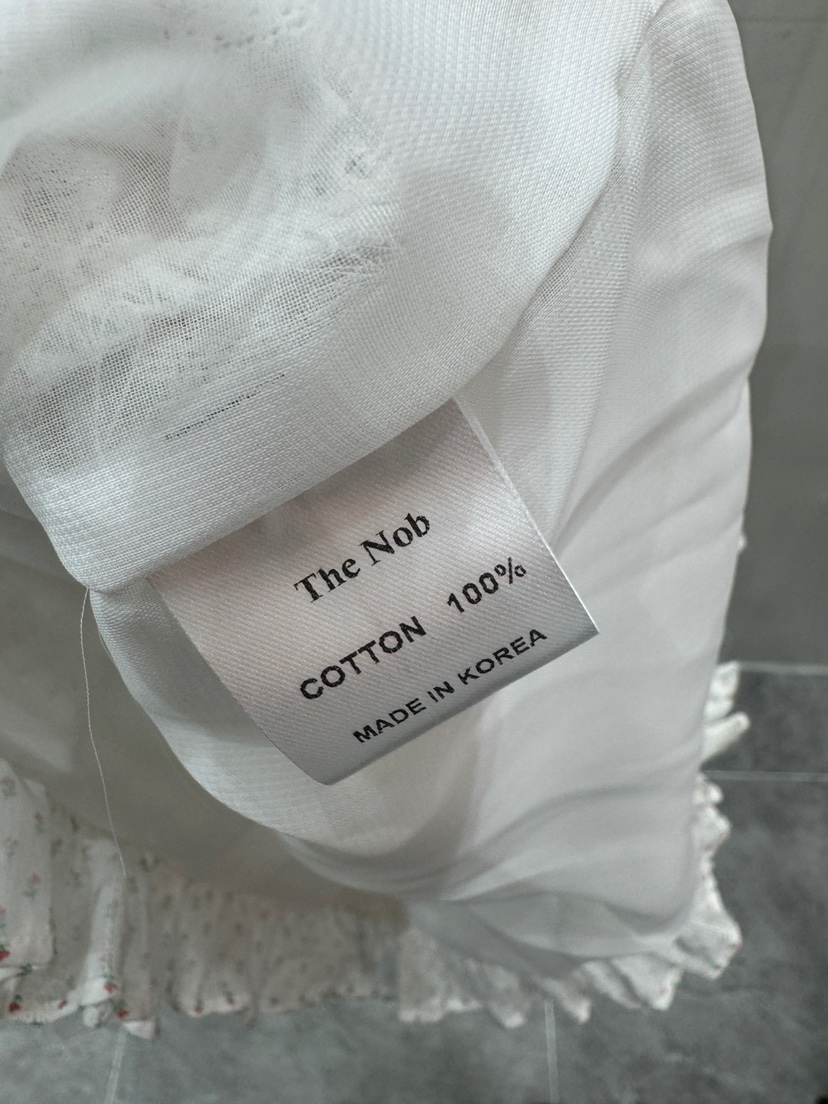 The Nob
COTTON 100%
MADE IN KOREA